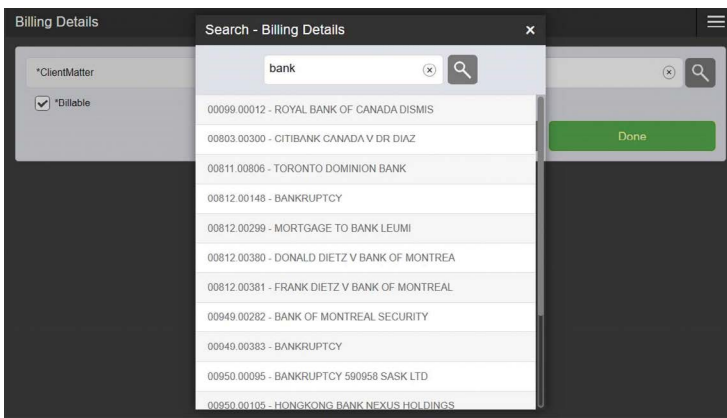 Billing Details
*ClientMatter
*Billable
Done
Search - Billing Details
bank
00099.00012 - ROYAL BANK OF CANADA DISMIS
00803.00300 - CITIBANK CANADA V DR DIAZ
00811.00806 - TORONTO DOMINION BANK
00812.00148 - BANKRUPTCY
00812.00299 - MORTGAGE TO BANK LEUMI
00812.00380 - DONALD DIETZ V BANK OF MONTREA
00812.00381 - FRANK DIETZ V BANK OF MONTREAL
00949.00282 - BANK OF MONTREAL SECURITY
00949.00383 - BANKRUPTCY
00950.00095 - BANKRUPTCY 590958 SASK LTD
00950.00105 - HONGKONG BANK NEXUS HOLDINGS